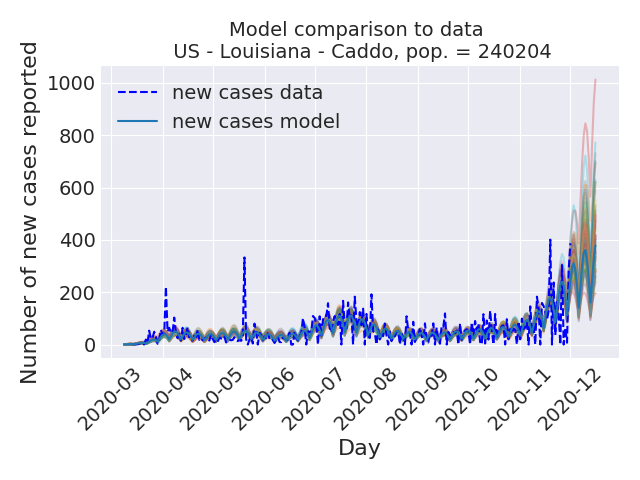 Model comparison to data
US - Louisiana - Caddo, pop. = 240204
Number of new cases reported
1000
800
600
400
200
0
new cases data
new cases model
2020-03
2020-04
2020-05
2020-06
2020-07
2020-08
2020-09
2020-10
2020-11
2020-12
Day